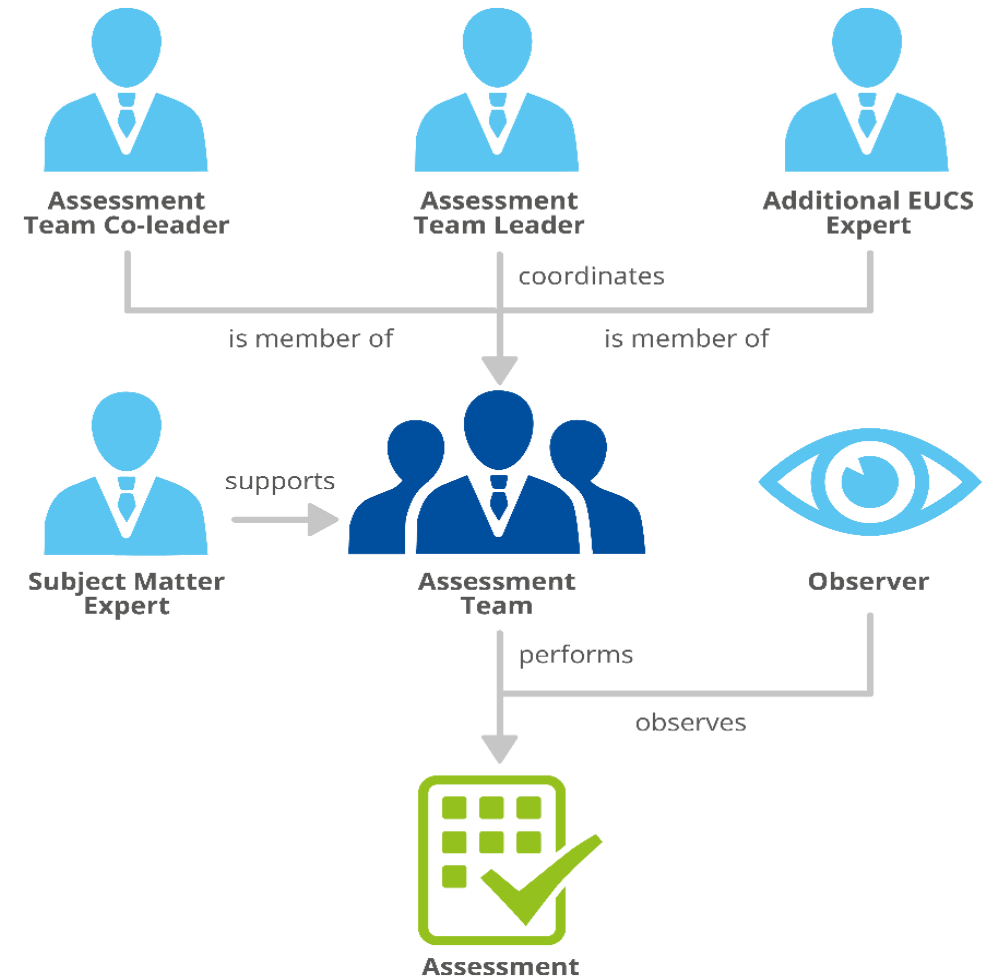 Assessment
Team Co-leader
Assessment
Team Leader
Additional EUCS
Expert
coordinates
is member of
is member of
supports
Subject Matter
Expert
Assessment
Team
Observer
performs
observes
Assessment